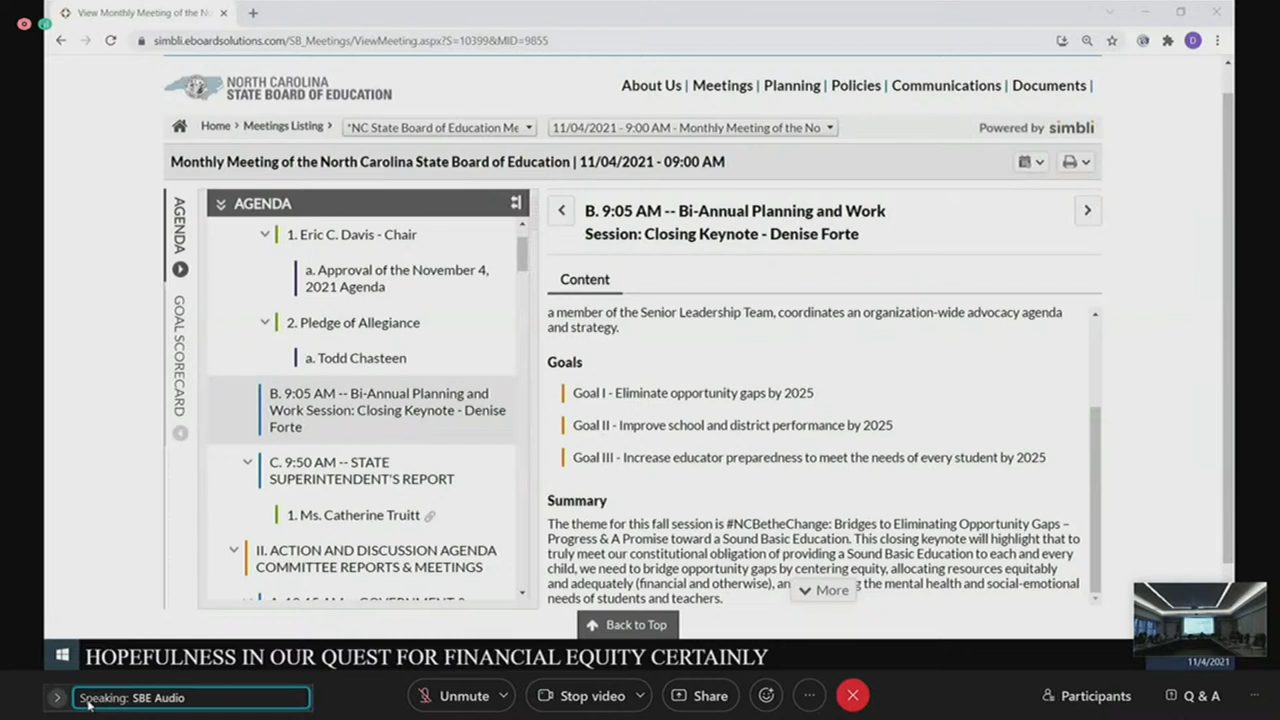 View Monthly Meeting of the No
simbli.eboardsolutions.com/SB_Meetings/ViewMeeting.aspx?S=10399&MID=9855
D
NORTH CAROLINA
STATE BOARD OF EDUCATION
About Us | Meetings | Planning | Policies | Communications | Documents |
Home > Meetings Listing >
*NC State Board of Education Me
11/04/2021 - 9:00 AM - Monthly Meeting of the No
Powered by simbli
Monthly Meeting of the North Carolina State Board of Education | 11/04/2021 - 09:00 AM
AGENDA
GOAL SCORECARD
AGENDA
1. Eric C. Davis - Chair
a. Approval of the November 4,
2021 Agenda
2. Pledge of Allegiance
a. Todd Chasteen
B. 9:05 AM -- Bi-Annual Planning and
Work Session: Closing Keynote - Denise
Forte
C. 9:50 AM -- STATE
SUPERINTENDENT'S REPORT
1. Ms. Catherine Truitt
II. ACTION AND DISCUSSION AGENDA
COMMITTEE REPORTS & MEETINGS
B. 9:05 AM -- Bi-Annual Planning and Work
Session: Closing Keynote - Denise Forte
Content
a member of the Senior Leadership Team, coordinates an organization-wide advocacy agenda
and strategy.
Goals
Goal I - Eliminate opportunity gaps by 2025
Goal II - Improve school and district performance by 2025
Goal III - Increase educator preparedness to meet the needs of every student by 2025
Summary
The theme for this fall session is #NCBetheChange: Bridges to Eliminating Opportunity Gaps –
Progress & A Promise toward a Sound Basic Education. This closing keynote will highlight that to
truly meet our constitutional obligation of providing a Sound Basic Education to each and every
child, we need to bridge opportunity gaps by centering equity, allocating resources equitably
and adequately (financial and otherwise), an the mental health and social-emotional
needs of students and teachers.
More
Back to Top
HOPEFULNESS IN OUR QUEST FOR FINANCIAL EQUITY CERTAINLY
11/4/2021
Speaking: SBE Audio
Unmute
Stop video
Share
Participants
Q & A